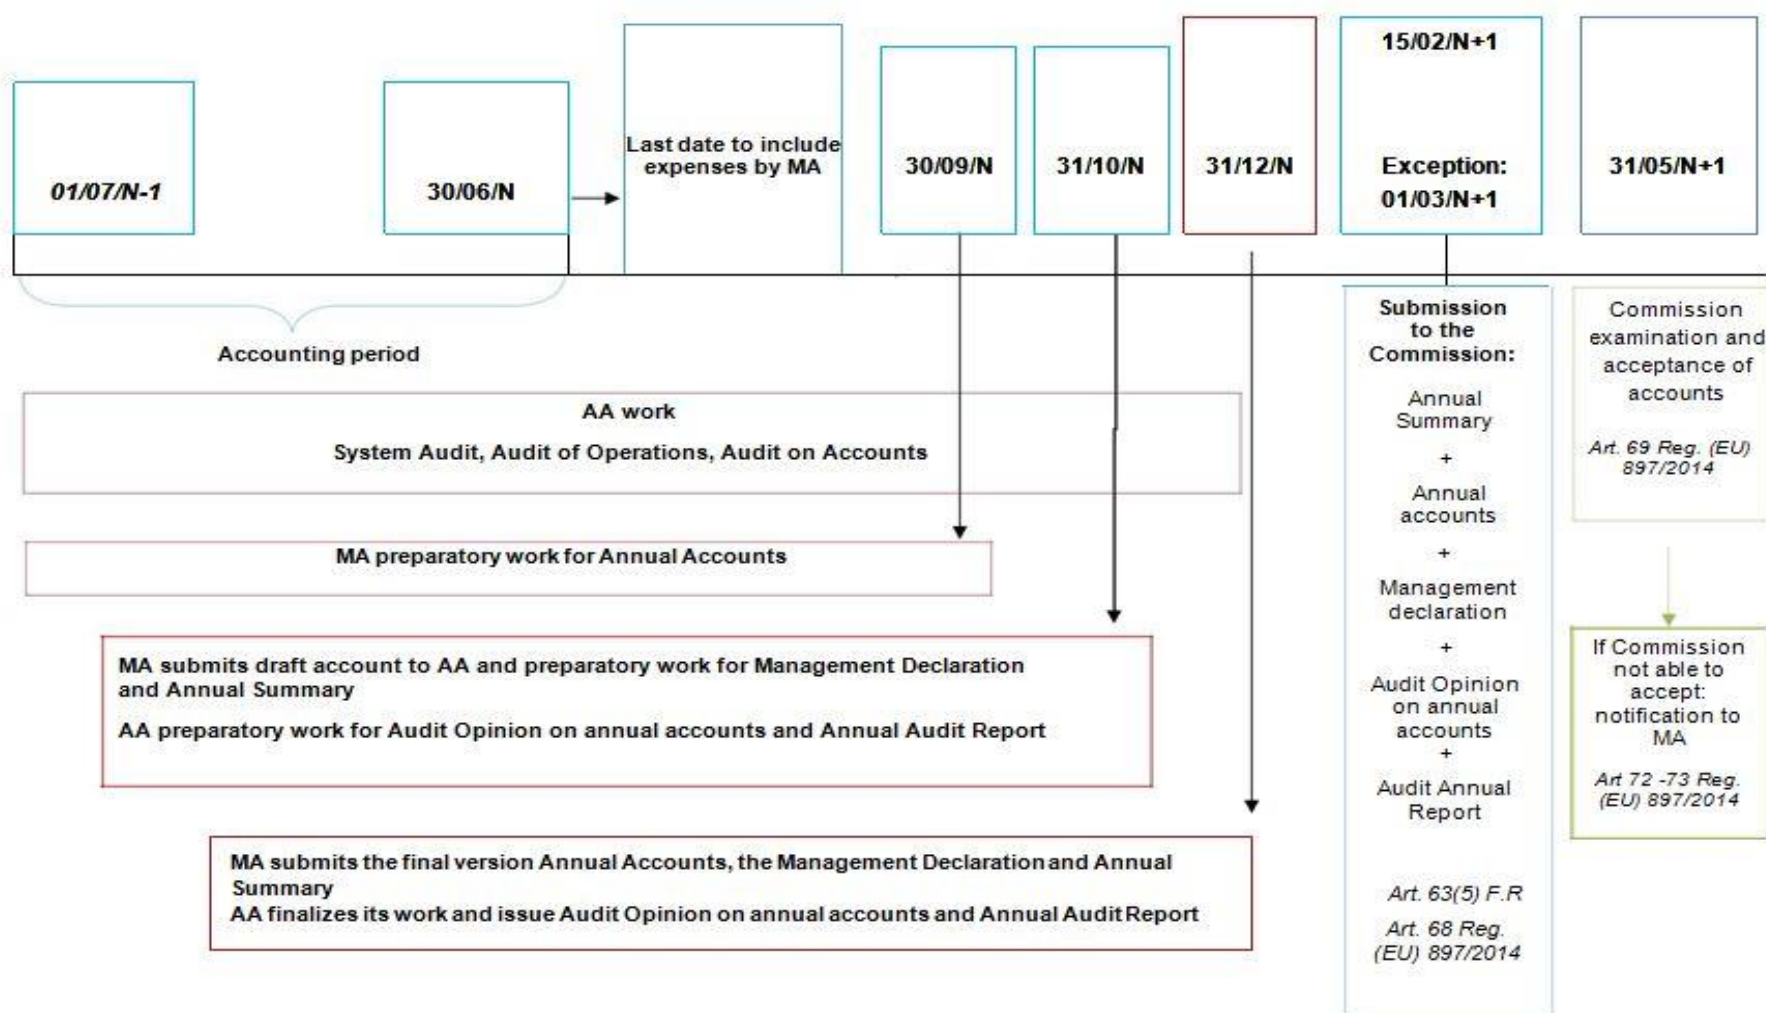 01/07/N-1
30/06/N
Last date to include
expenses by MA
30/09/N
31/10/N
31/12/N
15/02/N+1
Exception:
01/03/N+1
31/05/N+1
Accounting period
AA work
System Audit, Audit of Operations, Audit on Accounts
MA preparatory work for Annual Accounts
MA submits draft account to AA and preparatory work for Management Declaration
and Annual Summary
AA preparatory work for Audit Opinion on annual accounts and Annual Audit Report
MA submits the final version Annual Accounts, the Management Declaration and Annual
Summary
AA finalizes its work and issue Audit Opinion on annual accounts and Annual Audit Report
Submission
to the
Commission:
Annual
Summary
+
Annual
accounts
+
Management
declaration
+
Audit Opinion
on annual
accounts
+
Audit Annual
Report
Art. 63(5) F.R
Art. 68 Reg.
(EU) 897/2014
Commission
examination and
acceptance of
accounts
Art. 69 Reg. (EU)
897/2014
If Commission
not able to
accept:
notification to
MA
Art 72 -73 Reg.
(EU) 897/2014